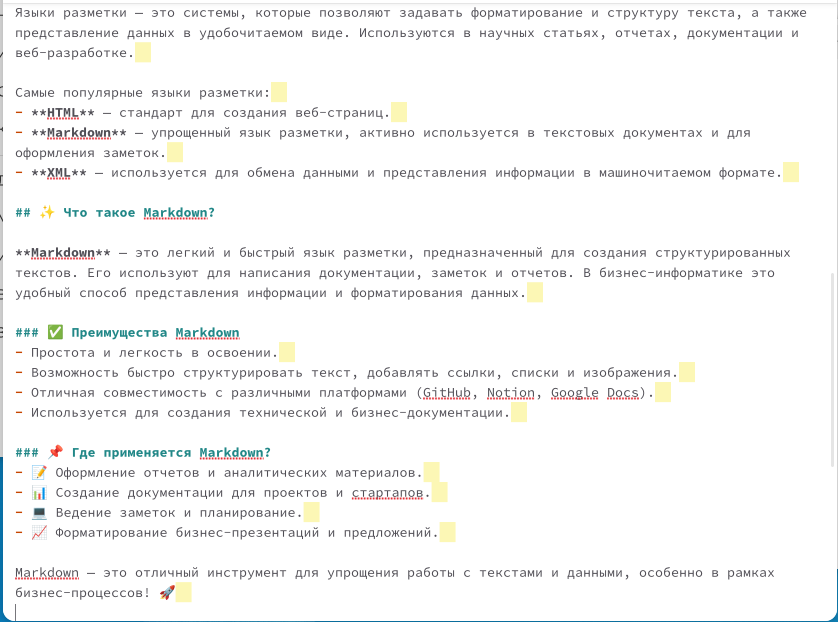 Языки разметки — это системы, которые позволяют задавать форматирование и структуру текста, а также
представление данных в удобочитаемом виде. Используются в научных статьях, отчетах, документации и
веб-разработке.
Самые популярные языки разметки:
- **HTML** — стандарт для создания веб-страниц.
- **Markdown** — упрощенный язык разметки, активно используется в текстовых документах и для
оформления заметок.
- **XML** — используется для обмена данными и представления информации в машиночитаемом формате.
## ✨ Что такое Markdown?
**Markdown** — это легкий и быстрый язык разметки, предназначенный для создания структурированных
текстов. Его используют для написания документации, заметок и отчетов. В бизнес-информатике это
удобный способ представления информации и форматирования данных.
### ✅ Преимущества Markdown
- Простота и легкость в освоении.
- Возможность быстро структурировать текст, добавлять ссылки, списки и изображения.
- Отличная совместимость с различными платформами (GitHub, Notion, Google Docs).
- Используется для создания технической и бизнес-документации.
### 📌 Где применяется Markdown?
- 📝 Оформление отчетов и аналитических материалов.
- 📊 Создание документации для проектов и стартапов.
- 💻 Ведение заметок и планирование.
- 📈 Форматирование бизнес-презентаций и предложений.
Markdown — это отличный инструмент для упрощения работы с текстами и данными, особенно в рамках
бизнес-процессов! 🚀